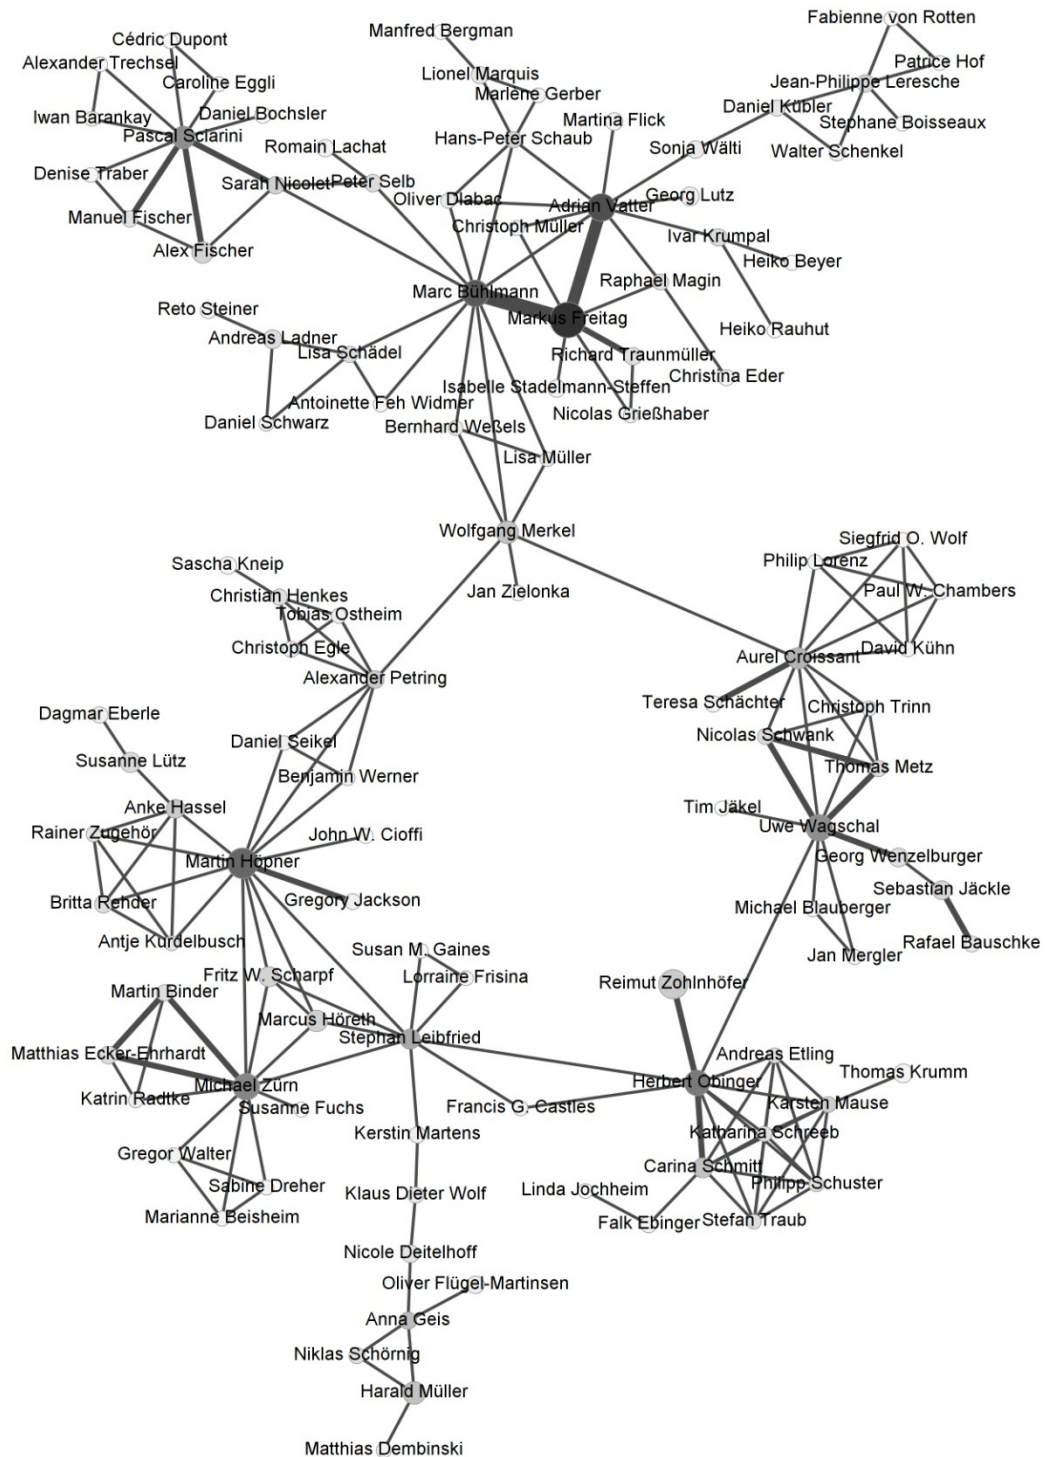 Fabienne von Rotten
Manfred Bergman
Cédric Dupont
Alexander Trechsel
Patrice Hof
Lionel Marquis
Caroline Eggli
Jean-Philippe Leresche
Marlène Gerber
Daniel Kübler
Iwan Barankay
Daniel Bochsler
Martina Flick
Stephane Boisseaux
Pascal Sciarini
Hans-Peter Schaub
Romain Lachat
Sonja Wälti
Walter Schenkel
Denise Traber
Sarah Nicolet
Peter Selb
Oliver Dlabac
Georg Lutz
Adrian Vatter
Manuel Fischer
Christoph Müller
Ivar Krumpal
Alex Fischer
Heiko Beyer
Raphael Magin
Marc Bühlmann
Reto Steiner
Markus Freitag
Heiko Rauhut
Andreas Ladner
Lisa Schädel
Richard Traunmüller
Christina Eder
Isabelle Stadelmann-Steffen
Antoinette Feh Widmer
Nicolas Grießhaber
Daniel Schwarz
Bernhard Weßels
Lisa Müller
Wolfgang Merkel
Siegfrid O. Wolf
Sascha Kneip
Philip Lorenz
Jan Zielonka
Paul W. Chambers
Christian Henkes
Tobias Ostheim
Christoph Egle
David Kühn
Aurel Croissant
Alexander Petring
Teresa Schächter
Christoph Trinn
Dagmar Eberle
Nicolas Schwank
Daniel Seikel
Susanne Lütz
Thomas Metz
Benjamin Werner
Anke Hassel
Tim Jäkel
Uwe Wagschal
Rainer Zugehör
John W. Cioffi
Georg Wenzelburger
Martin Höpner
Sebastian Jäckle
Gregory Jackson
Britta Rehder
Michael Blauberger
Antje Kurdelbusch
Rafael Bauschke
Susan M. Gaines
Jan Mergler
Fritz W. Scharpf
Lorraine Frisina
Reimut Zohlnhöfer
Martin Binder
Marcus Höreth
Stephan Leibfried
Matthias Ecker-Ehrhardt
Andreas Etling
Thomas Krumm
Michael Zürn
Herbert Obinger
Katrin Radtke
Susanne Fuchs
Francis G. Castles
Karsten Mause
Kerstin Martens
Katharina Schreeb
Gregor Walter
Carina Schmitt
Sabine Dreher
Philipp Schuster
Klaus Dieter Wolf
Linda Jochheim
Marianne Beisheim
Falk Ebinger
Stefan Traub
Nicole Deitelhoff
Oliver Flügel-Martinsen
Anna Geis
Niklas Schörnig
Harald Müller
Matthias Dembinski